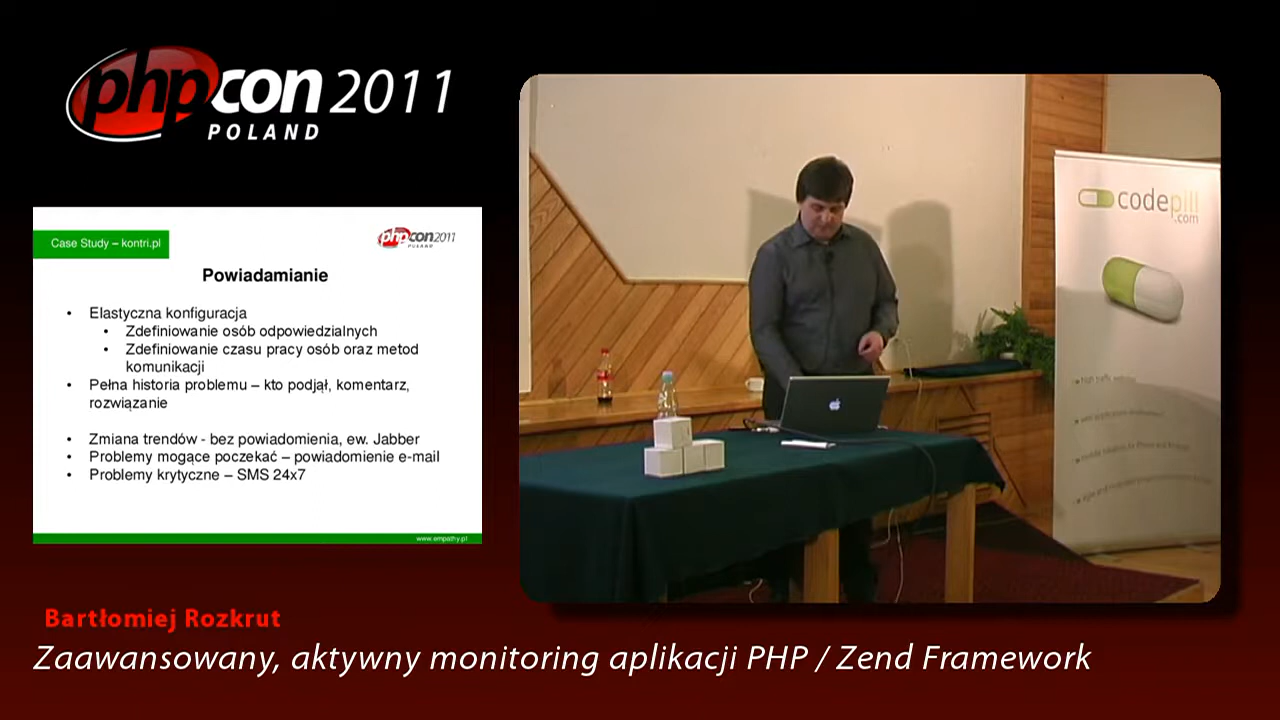 phpcon 2011
POLAND
Case Study – kontri.pl
phpcon 2011
POLAND
Powiadamianie
• Elastyczna konfiguracja
• Zdefiniowanie osób odpowiedzialnych
• Zdefiniowanie czasu pracy osób oraz metod
komunikacji
• Pełna historia problemu – kto podjął, komentarz,
rozwiązanie
• Zmiana trendów - bez powiadomienia, ew. Jabber
• Problemy mogące poczekać – powiadomienie e-mail
• Problemy krytyczne – SMS 24x7
www.empathy.pl
codepill
.com
Bartłomiej Rozkrut
Zaawansowany, aktywny monitoring aplikacji PHP / Zend Framework